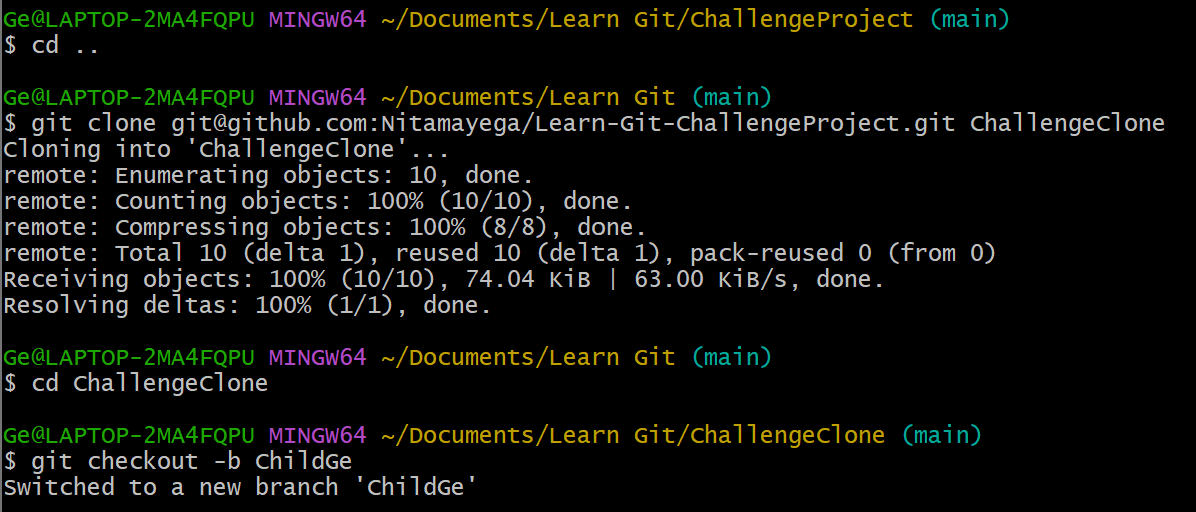 Ge@LAPTOP-2MA4FQPU MINGW64 ~/Documents/Learn Git/ChallengeProject (main)
$ cd ..
Ge@LAPTOP-2MA4FQPU MINGW64 ~/Documents/Learn Git (main)
$ git clone git@github.com:Nitamayega/Learn-Git-ChallengeProject.git ChallengeClone
Cloning into 'ChallengeClone'...
remote: Enumerating objects: 10, done.
remote: Counting objects: 100% (10/10), done.
remote: Compressing objects: 100% (8/8), done.
remote: Total 10 (delta 1), reused 10 (delta 1), pack-reused 0 (from 0)
Receiving objects: 100% (10/10), 74.04 KiB | 63.00 KiB/s, done.
Resolving deltas: 100% (1/1), done.
Ge@LAPTOP-2MA4FQPU MINGW64 ~/Documents/Learn Git (main)
$ cd ChallengeClone
Ge@LAPTOP-2MA4FQPU MINGW64 ~/Documents/Learn Git/ChallengeClone (main)
$ git checkout -b ChildGe
Switched to a new branch 'ChildGe'